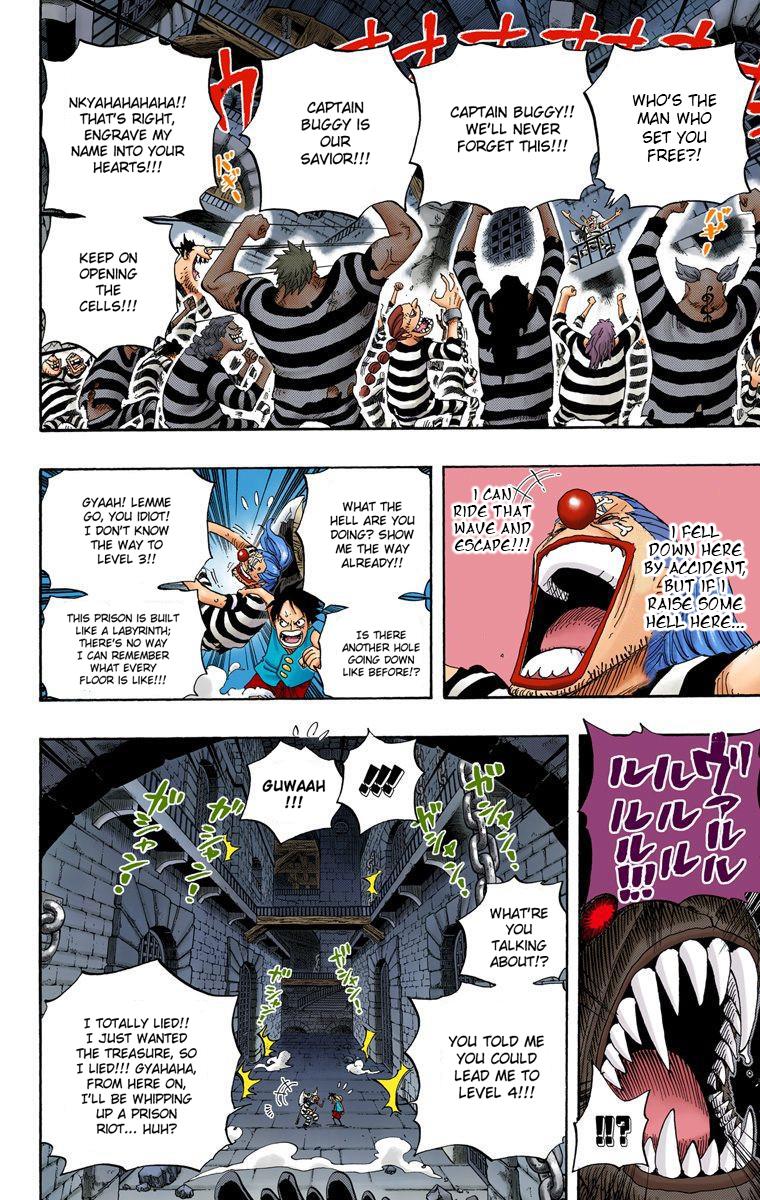 WHO'S THE
MAN WHO
SET YOU
FREE?!
CAPTAIN BUGGY!!
WE'LL NEVER
FORGET THIS!!!
CAPTAIN
BUGGY IS
OUR
SAVIOR!!!
NKYAHAHAHAHA!!
THAT'S RIGHT,
ENGRAVE MY
NAME INTO YOUR
HEARTS!!!
KEEP ON
OPENING
THE
CELLS!!!
I FELL
DOWN HERE
BY ACCIDENT,
BUT IF I
RAISE SOME
HELL HERE...
I CAN
RIDE THAT
WAVE AND
ESCAPE!!!
WHAT THE
HELL ARE YOU
DOING? SHOW
ME THE WAY
ALREADY!!
IS THERE
ANOTHER HOLE
GOING DOWN
LIKE BEFORE!?
GYAAH! LEMME
GO, YOU IDIOT!
I DON'T KNOW
THE WAY TO
LEVEL 3!!
THIS PRISON IS BUILT
LIKE A LABYRINTH;
THERE'S NO WAY
I CAN REMEMBER
WHAT EVERY
FLOOR IS LIKE!!!
ヴァルル
ルルルル
ルルル!!!
!!?
!!!
GUWAAH
!!!
WHAT'RE
YOU
TALKING
ABOUT!?
YOU TOLD ME
YOU COULD
LEAD ME TO
LEVEL 4!!!
I TOTALLY LIED!!
I JUST WANTED
THE TREASURE, SO
I LIED!!! GYAHAHA,
FROM HERE ON,
I'LL BE WHIPPING
UP A PRISON
RIOT... HUH?